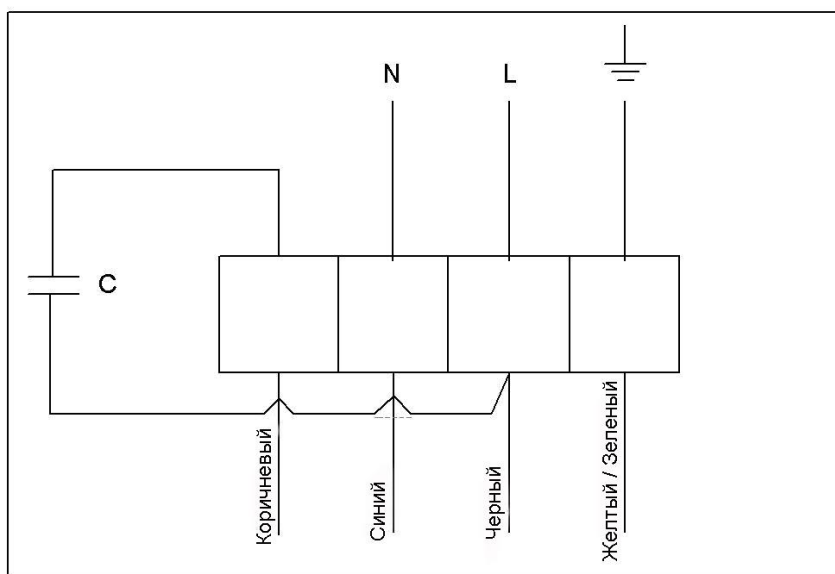 N
L
C
Коричневый
Синий
Черный
Желтый / Зеленый